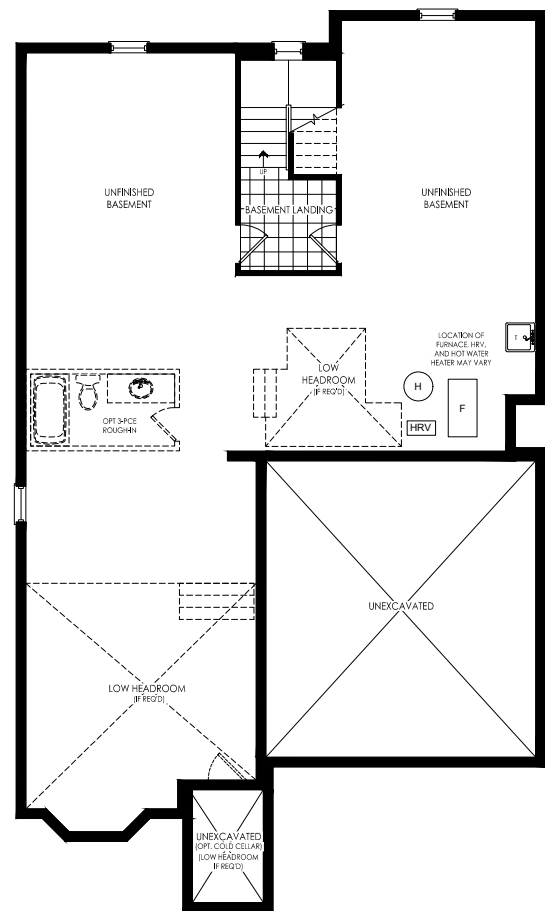 UNFINISHED
BASEMENT
UNFINISHED
BASEMENT
UP
BASEMENT LANDING
LOCATION OF
FURNACE, HRV,
AND HOT WATER
HEATER MAY VARY
T
LOW
HEADROOM
(IF REQ'D)
H
F
HRV
OPT 3-PCE
ROUGH-IN
UNEXCAVATED
LOW HEADROOM
(IF REQ'D)
UNEXCAVATED
(OPT. COLD CELLAR)
(LOW HEADROOM
IF REQ'D)